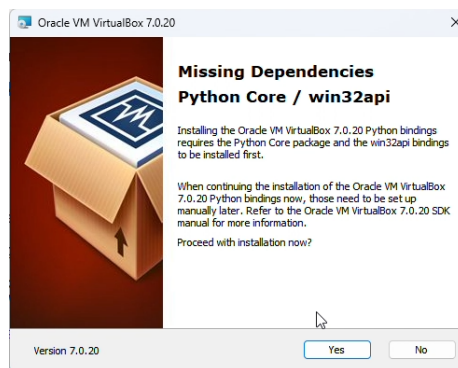 Oracle VM VirtualBox 7.0.20
Missing Dependencies
Python Core / win32api
Installing the Oracle VM VirtualBox 7.0.20 Python bindings
requires the Python Core package and the win32api bindings
to be installed first.
When continuing the installation of the Oracle VM VirtualBox
7.0.20 Python bindings now, those need to be set up
manually later. Refer to the Oracle VM VirtualBox 7.0.20 SDK
manual for more information.
Proceed with installation now?
Version 7.0.20
Yes
No